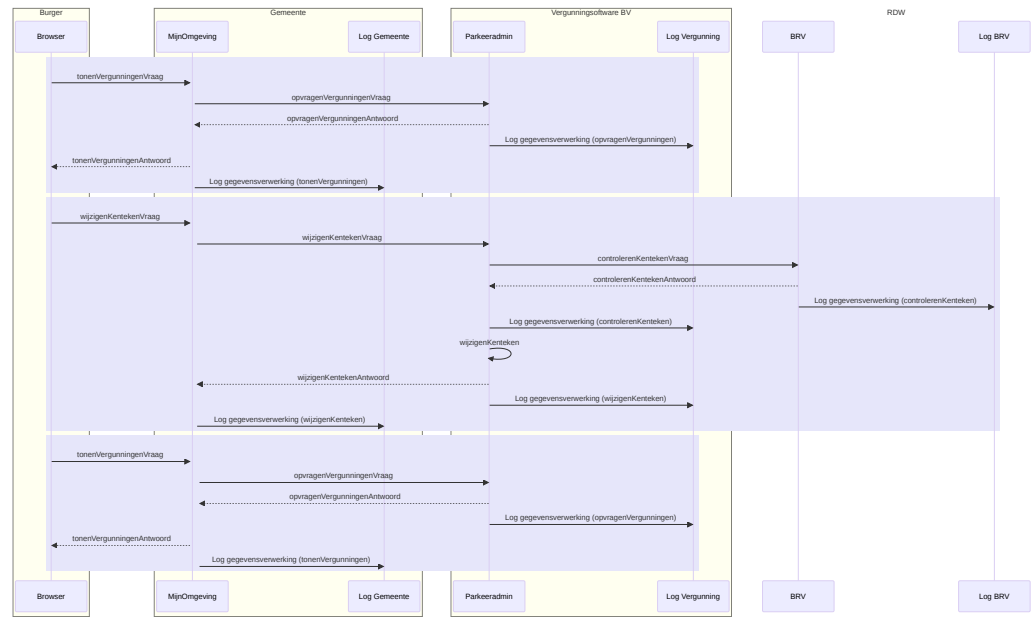 Burger
Gemeente
Vergunningsoftware BV
RDW
Browser
MijnOmgeving
Log Gemeente
Parkeeradmin
Log Vergunning
BRV
Log BRV
tonenVergunningenVraag
opvragenVergunningenVraag
opvragenVergunningenAntwoord
Log gegevensverwerking (opvragenVergunningen)
tonenVergunningenAntwoord
Log gegevensverwerking (tonenVergunningen)
wijzigenKentekenVraag
wijzigenKentekenVraag
controlerenKentekenVraag
controlerenKentekenAntwoord
Log gegevensverwerking (controlerenKenteken)
Log gegevensverwerking (controlerenKenteken)
wijzigenKenteken
wijzigenKentekenAntwoord
Log gegevensverwerking (wijzigenKenteken)
Log gegevensverwerking (wijzigenKenteken)
tonenVergunningenVraag
opvragenVergunningenVraag
opvragenVergunningenAntwoord
Log gegevensverwerking (opvragenVergunningen)
tonenVergunningenAntwoord
Log gegevensverwerking (tonenVergunningen)
Browser
MijnOmgeving
Log Gemeente
Parkeeradmin
Log Vergunning
BRV
Log BRV